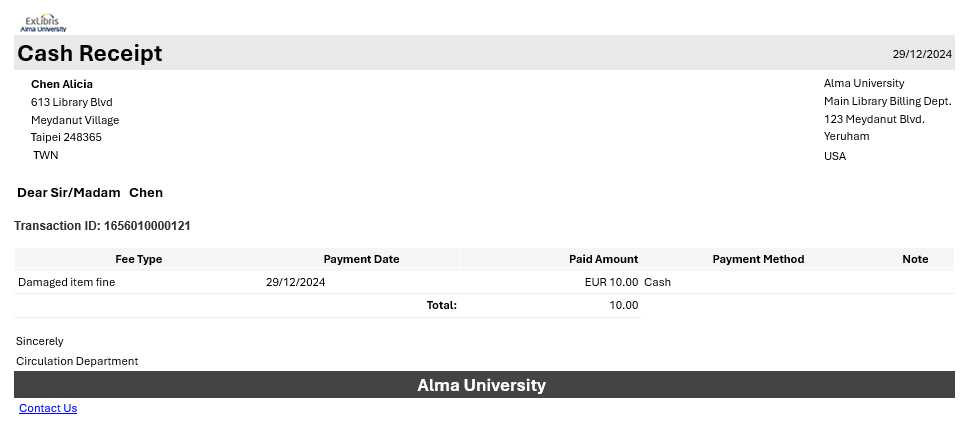 ExLibris
Alma University
Cash Receipt 29/12/2024
Chen Alicia
613 Library Blvd
Meydanut Village
Taipei 248365
TWN
Alma University
Main Library Billing Dept.
123 Meydanut Blvd.
Yeruham
USA
Dear Sir/Madam Chen
Transaction ID: 1656010000121
Fee Type Payment Date Paid Amount Payment Method Note
Damaged item fine 29/12/2024 EUR 10.00 Cash
Total: 10.00
Sincerely
Circulation Department
Alma University
Contact Us